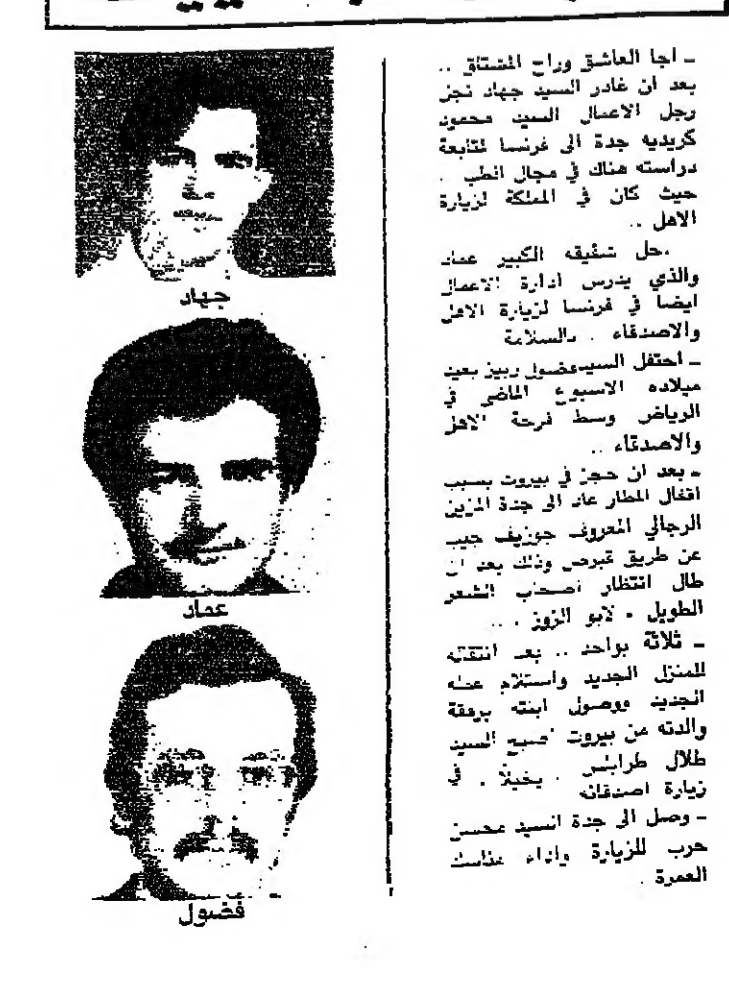 - اجا العاشق وراح المشتاق ..
بعد ان غادر السيد جهاد نجل
رجل الاعمال السيد محمود
كريديه جدة الى فرنسا لمتابعة
دراسته هناك في مجال الطب .
حيث كان في المملكة لزيارة
الاهل ..
حل شقيقه الكبير عماد
والذي يدرس ادارة الاعمال
ايضا في فرنسا لزيارة الاهل
والاصدقاء . بالسلامة
- احتفل السيد فضول ربيز بعيد
ميلاده الاسبوع الماضي في
الرياض وسط فرحة الاهل
والاصدقاء ..
- بعد ان حجز في بيروت بسبب
اقفال المطار عاد الى جدة المزين
الرجالي المعروف جوزيف
عن طريق قبرص وذلك بعد ان
طال انتظار اصحاب الشعر
الطويل . لابو الزوز . ..
- ثلاثة بواحد .. بعد انتقاله
للمنزل الجديد واستلام عمله
الجديد ووصول ابنته برفقة
والدته من بيروت اصبح السيد
طلال طرابلسي . بخيلا . في
زيارة اصدقائه
- وصل الى جدة السيد محسن
حرب للزيارة واداء مناسك
العمرة .
جهاد
عماد
فضول